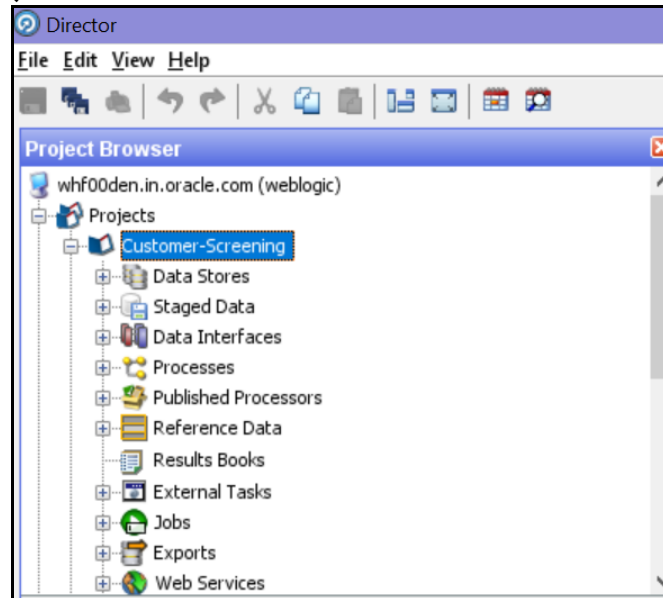 Director
File Edit View Help
Project Browser
whf00den.in.oracle.com (weblogic)
Projects
Customer-Screening
Data Stores
Staged Data
Data Interfaces
Processes
Published Processors
Reference Data
Results Books
External Tasks
Jobs
Exports
Web Services